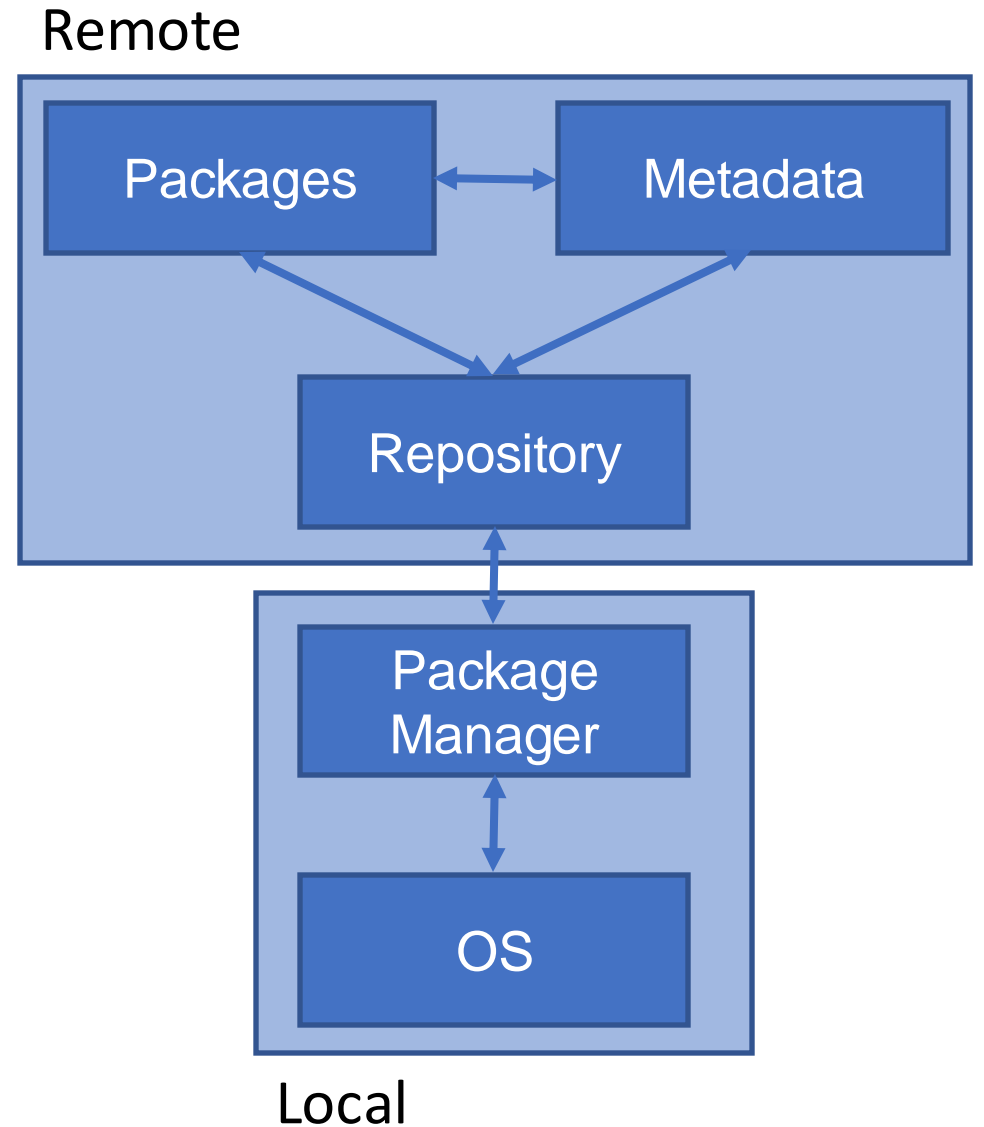 Remote
Packages
Metadata
Repository
Package
Manager
OS
Local